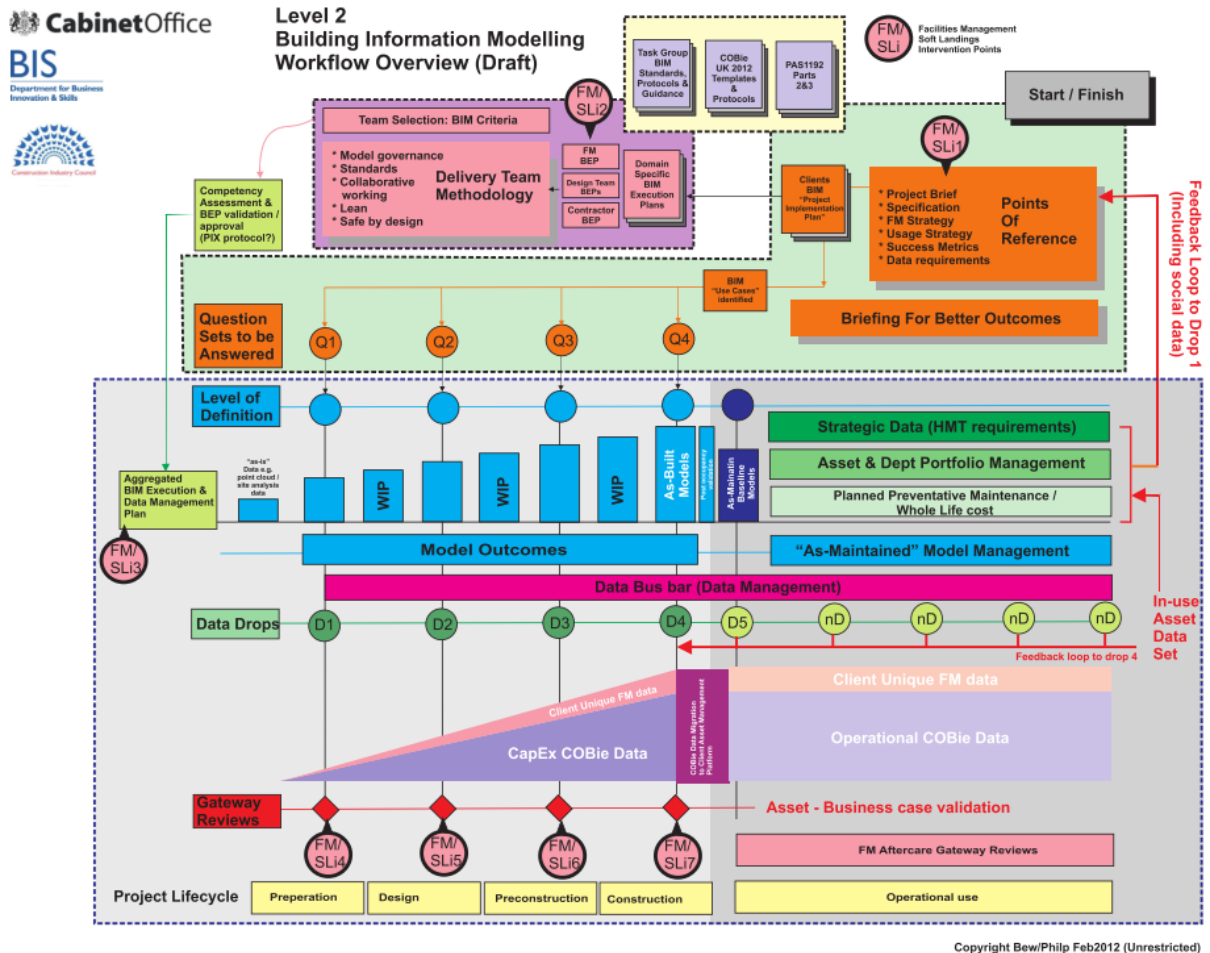 CabinetOffice
BIS
Department for Business
Innovation & Skills
Construction Industry Council
Level 2
Building Information Modelling
Workflow Overview (Draft)
Task Group
BIM
Standards,
Protocols &
Guidance
COBie
UK 2012
Templates
&
Protocols
PAS1192
Parts
2&3
FM/
SLi
Facilities Management
Soft Landings
Intervention Points
Start / Finish
Team Selection: BIM Criteria
FM/
SLi2
* Model governance
* Standards
* Collaborative
working
* Lean
* Safe by design
Delivery Team
Methodology
FM
BEP
Design Team
BEPs
Contractor
BEP
Domain
Specific
BIM
Execution
Plans
Clients
BIM
"Project
Implementation
Plan"
FM/
SLi1
* Project Brief
* Specification
* FM Strategy
* Usage Strategy
* Success Metrics
* Data requirements
Points
Of
Reference
Competency
Assessment &
BEP validation /
approval
(PIX protocol?)
BIM
"Use Cases"
identified
Briefing For Better Outcomes
Feedback Loop to Drop 1
(Including social data)
Question
Sets to be
Answered
Q1
Q2
Q3
Q4
Level of
Definition
Aggregated
BIM Execution &
Data Management
Plan
FM/
SLi3
"as-is"
Data e.g.
point cloud /
site analysis
data
WIP
WIP
WIP
As-Built
Models
Post occupency
validation
As-Maintatin
Baseline
Models
Strategic Data (HMT requirements)
Asset & Dept Portfolio Management
Planned Preventative Maintenance /
Whole Life cost
Model Outcomes
"As-Maintained" Model Management
Data Bus bar (Data Management)
Data Drops
D1
D2
D3
D4
D5
nD
nD
nD
nD
In-use
Asset
Data
Set
Feedback loop to drop 4
Client Unique FM data
CapEx COBie Data
COBie Data Migration
to Client Asset Management
Platform
Client Unique FM data
Operational COBie Data
Gateway
Reviews
Asset - Business case validation
FM/
SLi4
FM/
SLi5
FM/
SLi6
FM/
SLi7
FM Aftercare Gateway Reviews
Project Lifecycle
Preperation
Design
Preconstruction
Construction
Operational use
Copyright Bew/Philp Feb2012 (Unrestricted)